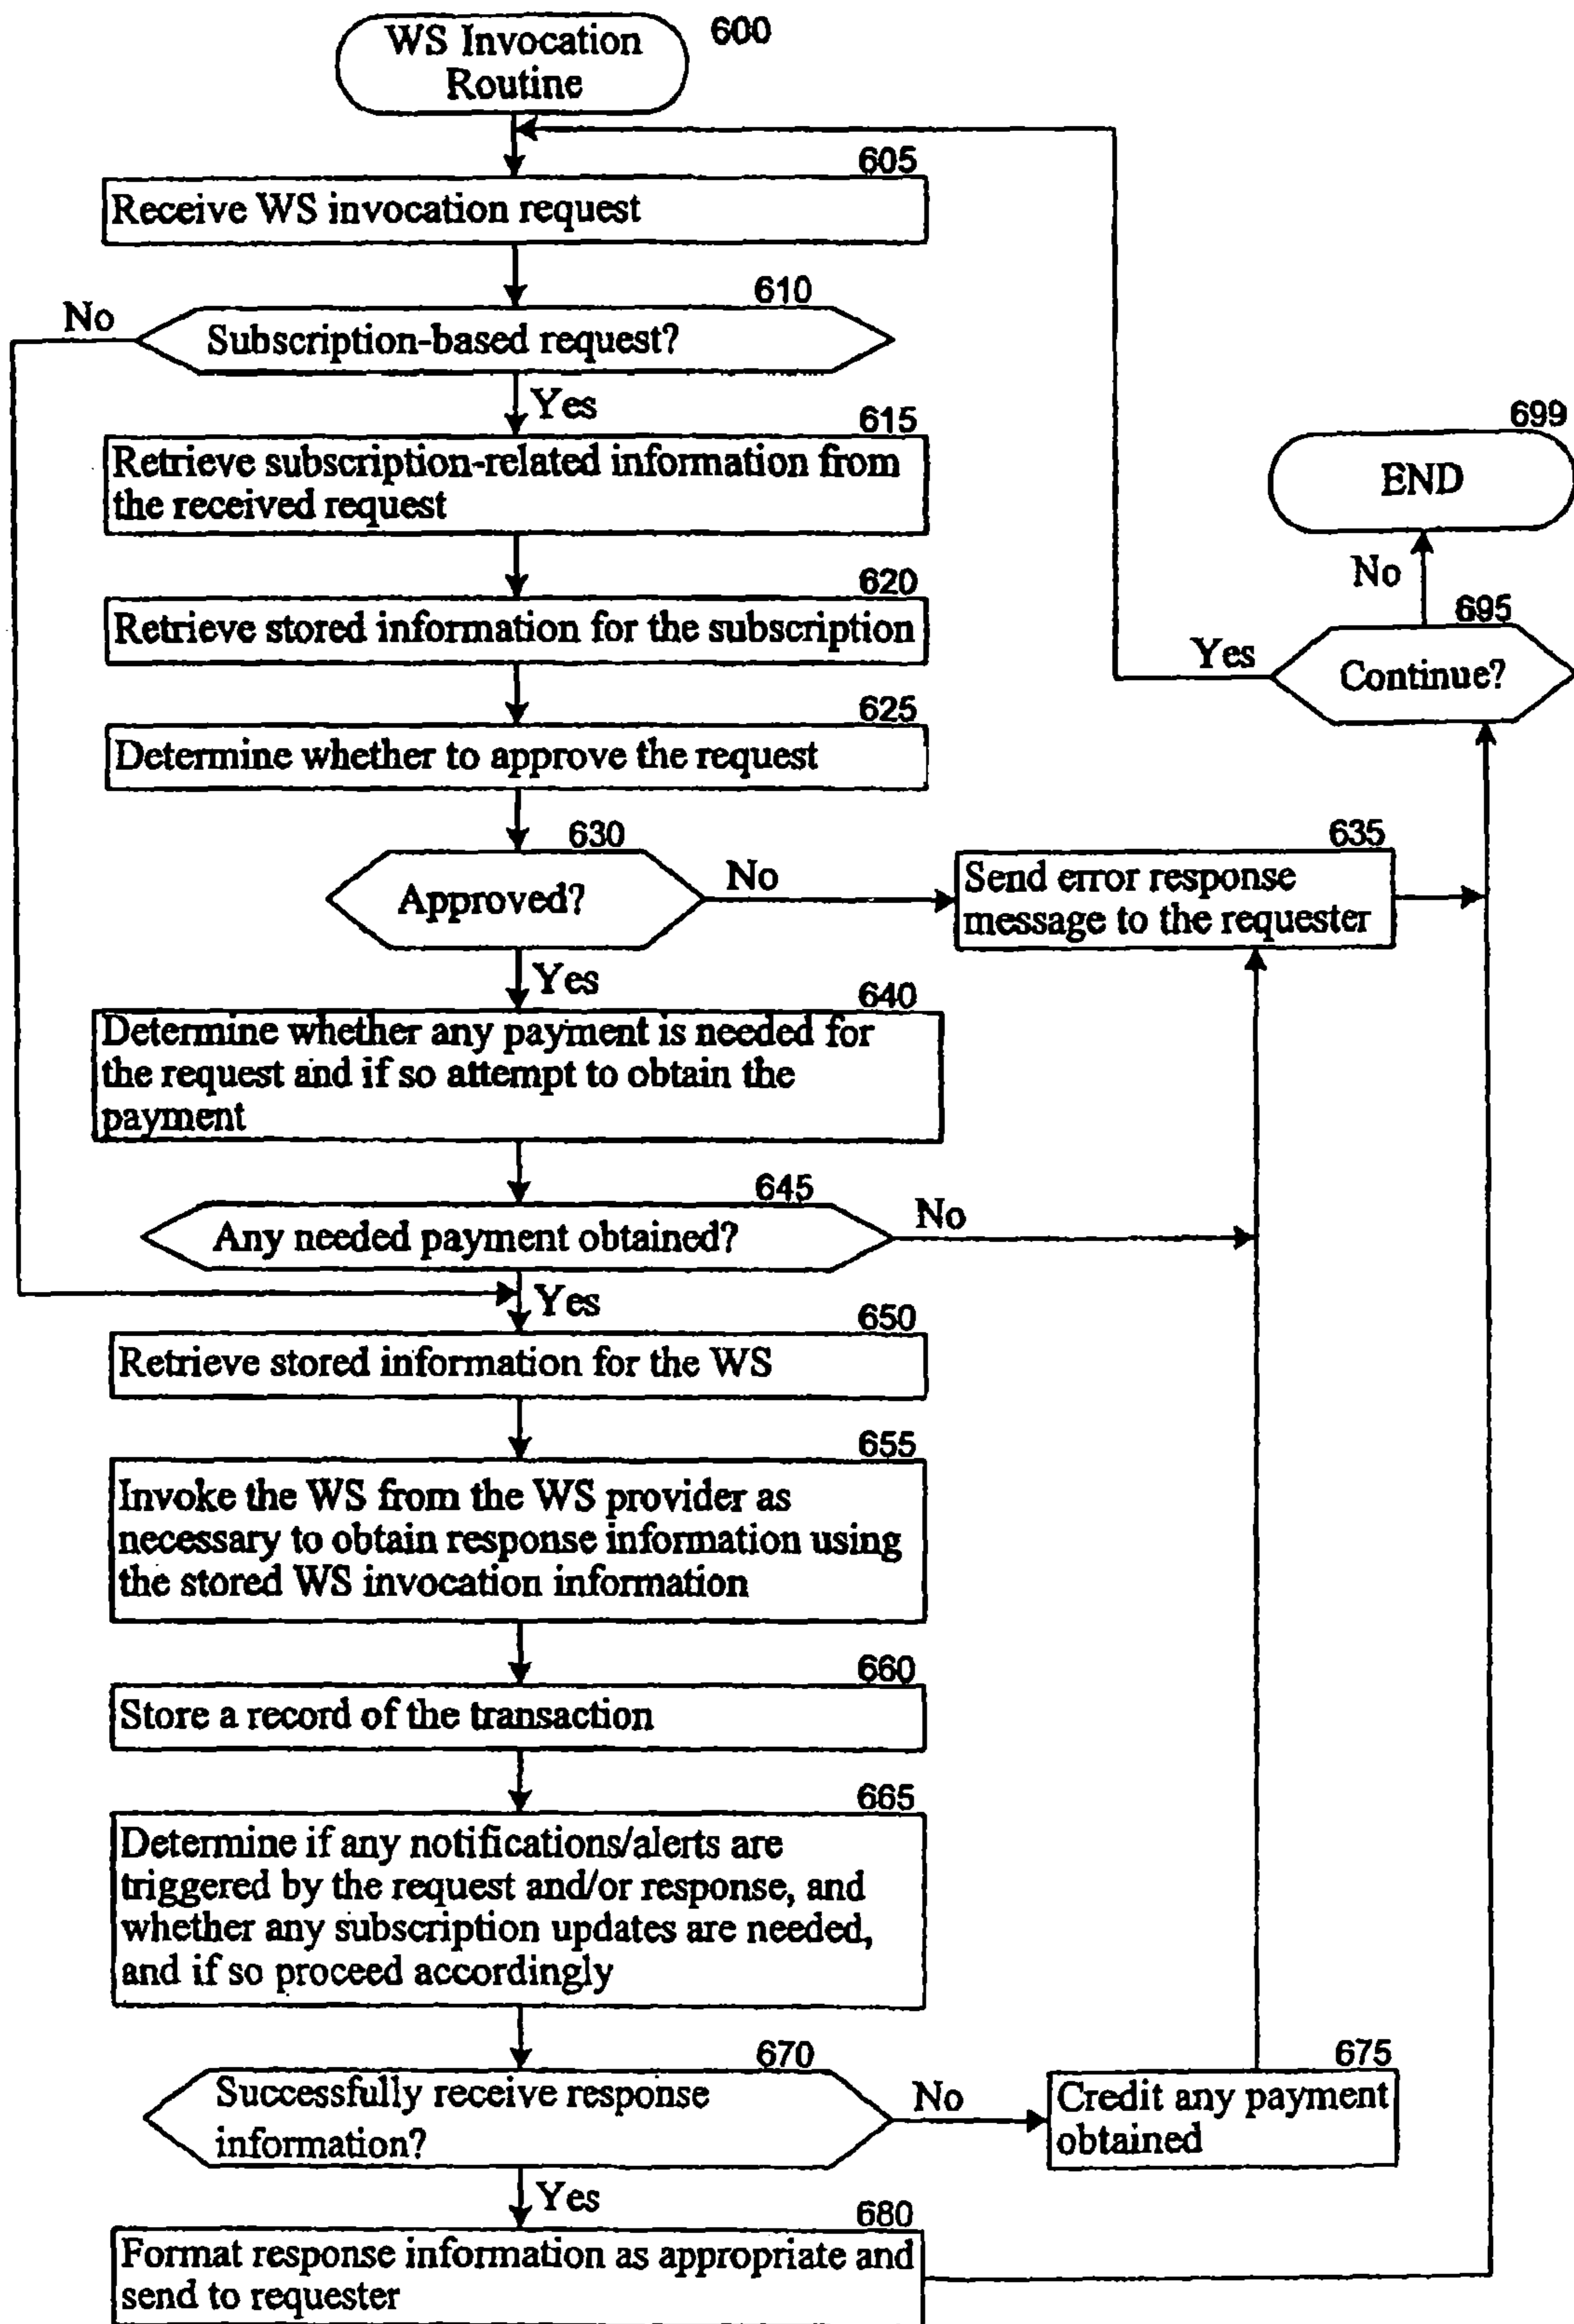 WS Invocation
Routine
600
605
Receive WS invocation request
610
No
Subscription-based request?
Yes
615
Retrieve subscription-related information from
the received request
699
END
620
Retrieve stored information for the subscription
No
695
Yes
Continue?
625
Determine whether to approve the request
630
Approved?
No
635
Send error response
message to the requester
Yes
640
Determine whether any payment is needed for
the request and if so attempt to obtain the
payment
645
Any needed payment obtained?
No
Yes
650
Retrieve stored information for the WS
655
Invoke the WS from the WS provider as
necessary to obtain response information using
the stored WS invocation information
660
Store a record of the transaction
665
Determine if any notifications/alerts are
triggered by the request and/or response, and
whether any subscription updates are needed,
and if so proceed accordingly
670
Successfully receive response
information?
No
675
Credit any payment
obtained
Yes
680
Format response information as appropriate and
send to requester